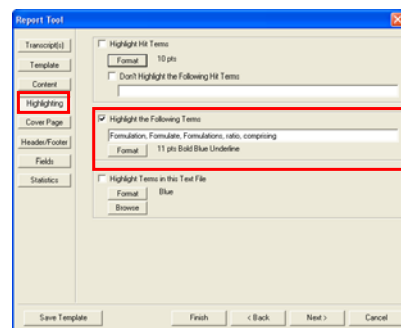 Report Tool
Transcript(s)
Template
Content
Highlighting
Cover Page
Header/Footer
Fields
Statistics
Highlight Hit Terms
Format 10 pts
Don't Highlight the Following Hit Terms
Highlight the Following Terms
Formulation, Formulate, Formulations, ratio, comprising
Format 11 pts Bold Blue Underline
Highlight Terms in this Text File
Format Blue
Browse
Save Template Finish < Back Next > Cancel